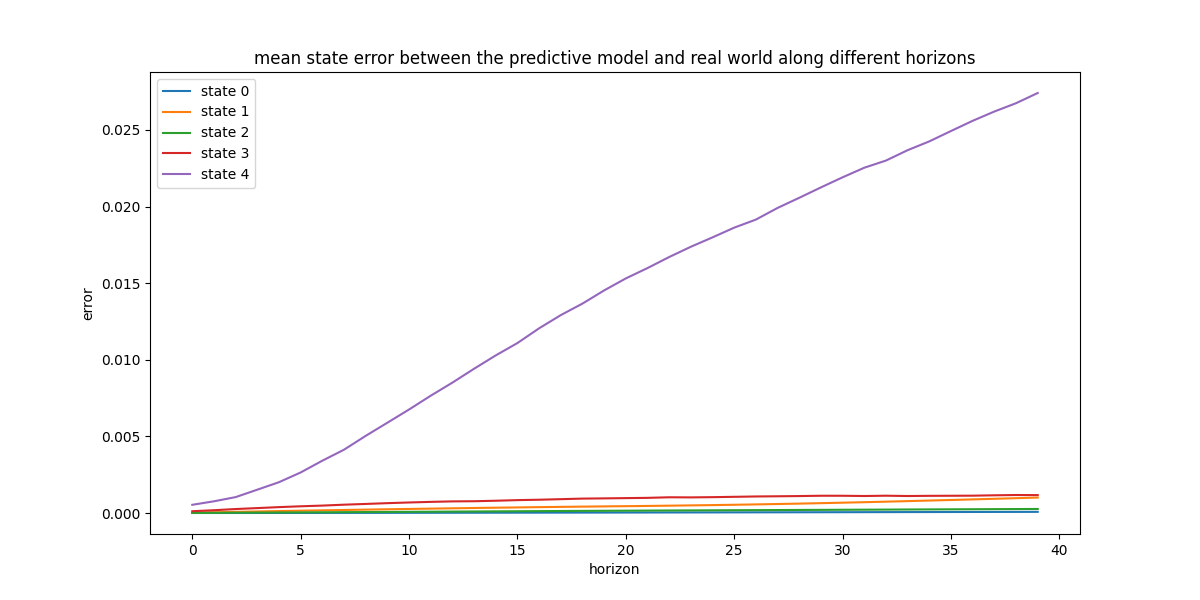 mean state error between the predictive model and real world along different horizons
state 0
state 1
state 2
state 3
state 4
0.025
0.020
0.015
0.010
0.005
0.000
error
0 5 10 15 20 25 30 35 40
horizon